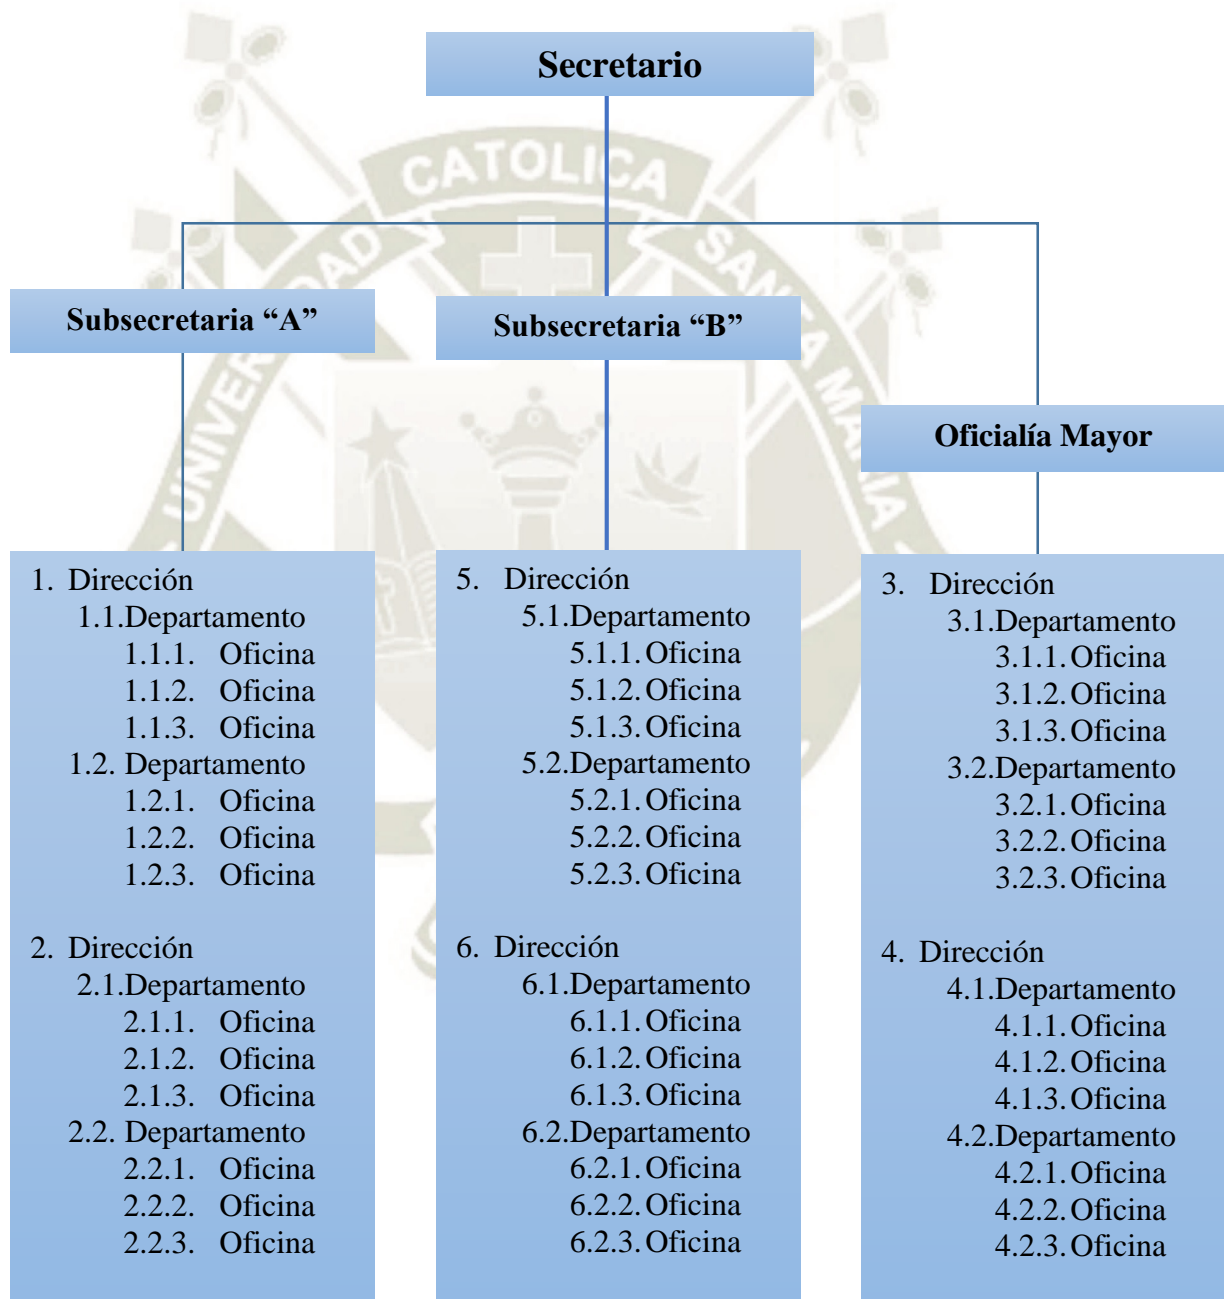 Secretario
CATOLICA
UNIVERSIDAD
SANTA MARIA
Subsecretaria “A”
Subsecretaria “B”
Oficialía Mayor
1. Dirección
1.1.Departamento
1.1.1. Oficina
1.1.2. Oficina
1.1.3. Oficina
1.2. Departamento
1.2.1. Oficina
1.2.2. Oficina
1.2.3. Oficina
2. Dirección
2.1.Departamento
2.1.1. Oficina
2.1.2. Oficina
2.1.3. Oficina
2.2. Departamento
2.2.1. Oficina
2.2.2. Oficina
2.2.3. Oficina
5. Dirección
5.1.Departamento
5.1.1. Oficina
5.1.2. Oficina
5.1.3. Oficina
5.2.Departamento
5.2.1. Oficina
5.2.2. Oficina
5.2.3. Oficina
6. Dirección
6.1.Departamento
6.1.1. Oficina
6.1.2. Oficina
6.1.3. Oficina
6.2.Departamento
6.2.1. Oficina
6.2.2. Oficina
6.2.3. Oficina
3. Dirección
3.1.Departamento
3.1.1. Oficina
3.1.2. Oficina
3.1.3. Oficina
3.2.Departamento
3.2.1. Oficina
3.2.2. Oficina
3.2.3. Oficina
4. Dirección
4.1.Departamento
4.1.1. Oficina
4.1.2. Oficina
4.1.3. Oficina
4.2.Departamento
4.2.1. Oficina
4.2.2. Oficina
4.2.3. Oficina